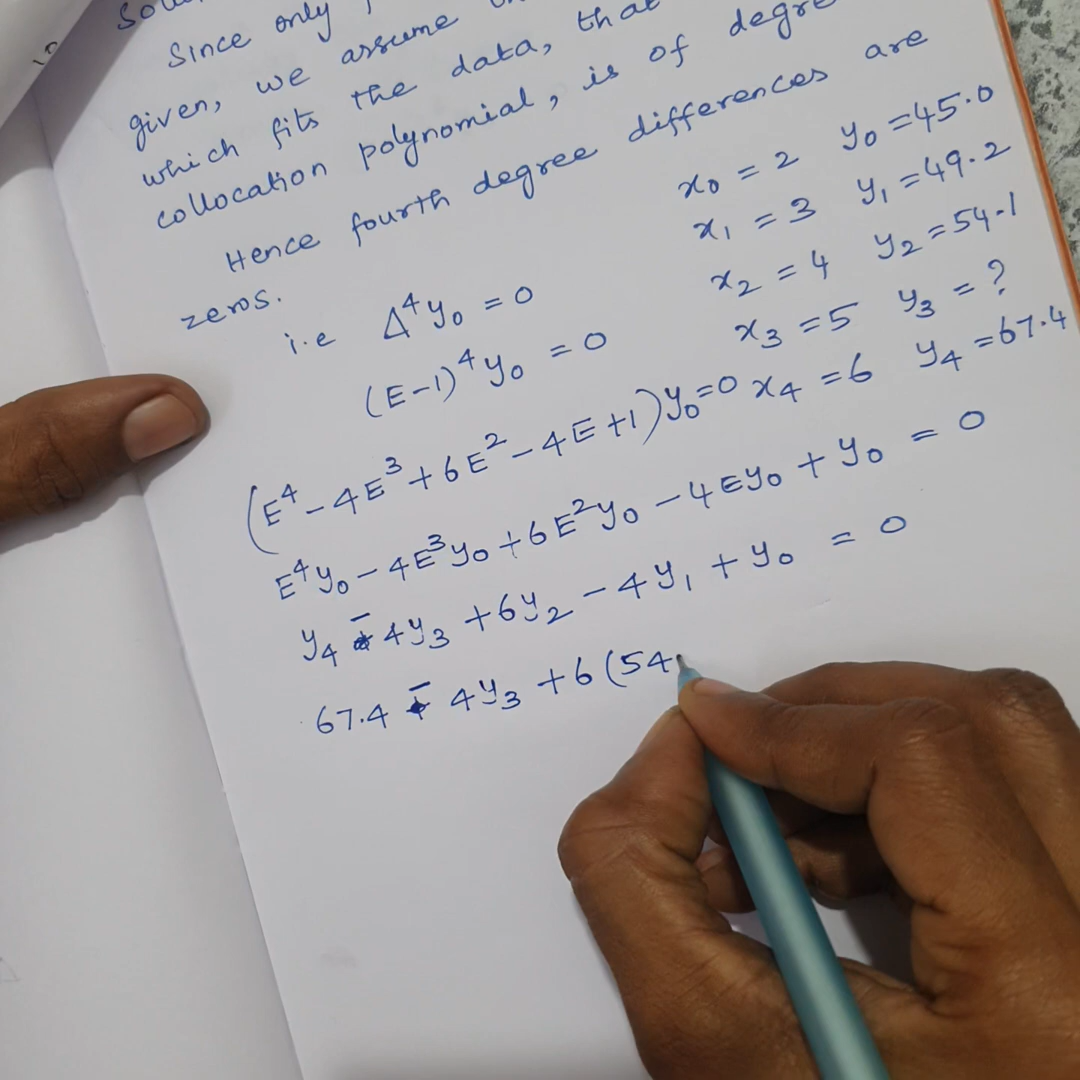 Since only
given, we assume
which fits the data, that
collocation polynomial, is of degree
Hence fourth degree differences are
zeros.
x₀ = 2 y₀ = 45.0
x₁ = 3 y₁ = 49.2
x₂ = 4 y₂ = 54.1
x₃ = 5 y₃ = ?
x₄ = 6 y₄ = 67.4
i.e Δ⁴y₀ = 0
(E-1)⁴y₀ = 0
(E⁴ - 4E³ + 6E² - 4E + 1)y₀ = 0
E⁴y₀ - 4E³y₀ + 6E²y₀ - 4Ey₀ + y₀ = 0
y₄ - 4y₃ + 6y₂ - 4y₁ + y₀ = 0
67.4 - 4y₃ + 6(54.